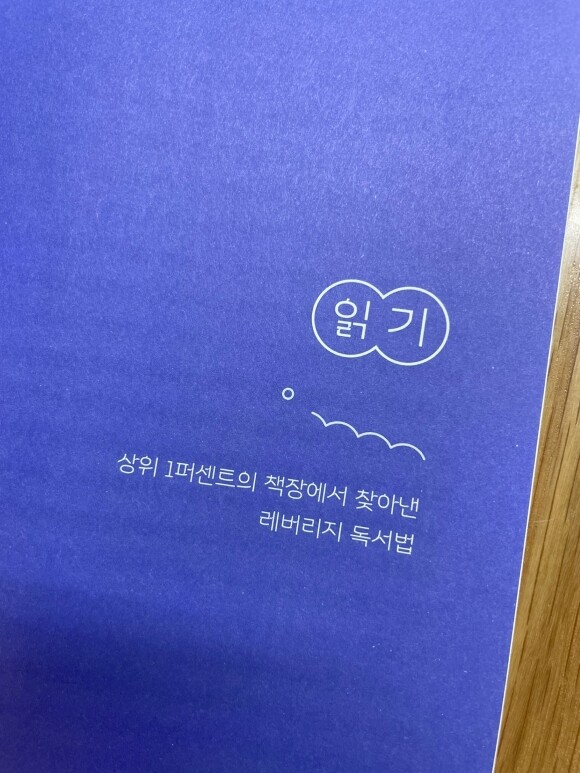 읽기
상위 1퍼센트의 책장에서 찾아낸
레버리지 독서법